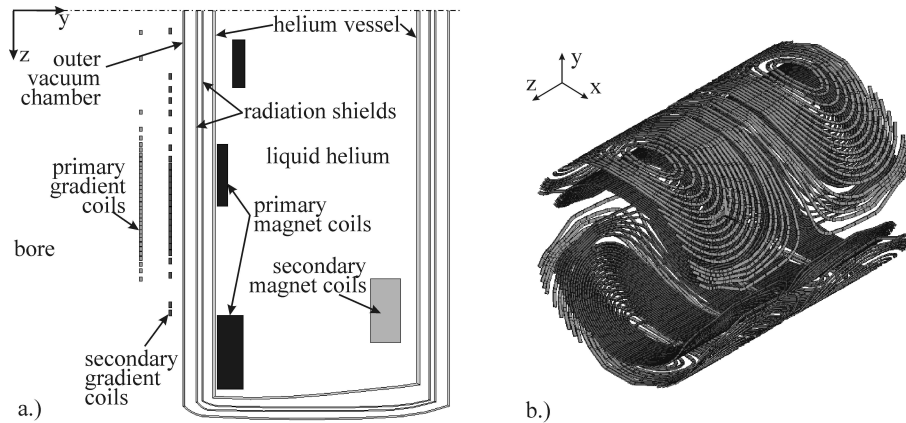 y
z
outer
vacuum
chamber
helium vessel
radiation shields
liquid helium
primary
gradient
coils
primary
magnet coils
bore
secondary
magnet coils
secondary
gradient
coils
a.)
y
z
x
b.)